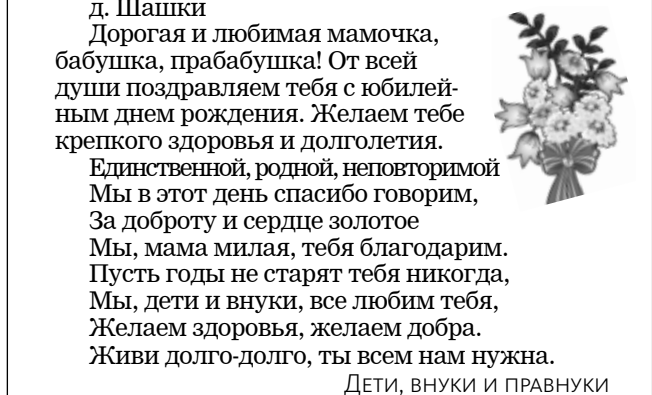 д. Шашки
Дорогая и любимая мамочка,
бабушка, прабабушка! От всей
души поздравляем тебя с юбилей-
ным днем рождения. Желаем тебе
крепкого здоровья и долголетия.
Единственной, родной, неповторимой
Мы в этот день спасибо говорим,
За доброту и сердце золотое
Мы, мама милая, тебя благодарим.
Пусть годы не старят тебя никогда,
Мы, дети и внуки, все любим тебя,
Желаем здоровья, желаем добра.
Живи долго-долго, ты всем нам нужна.
Дети, внуки и правнуки